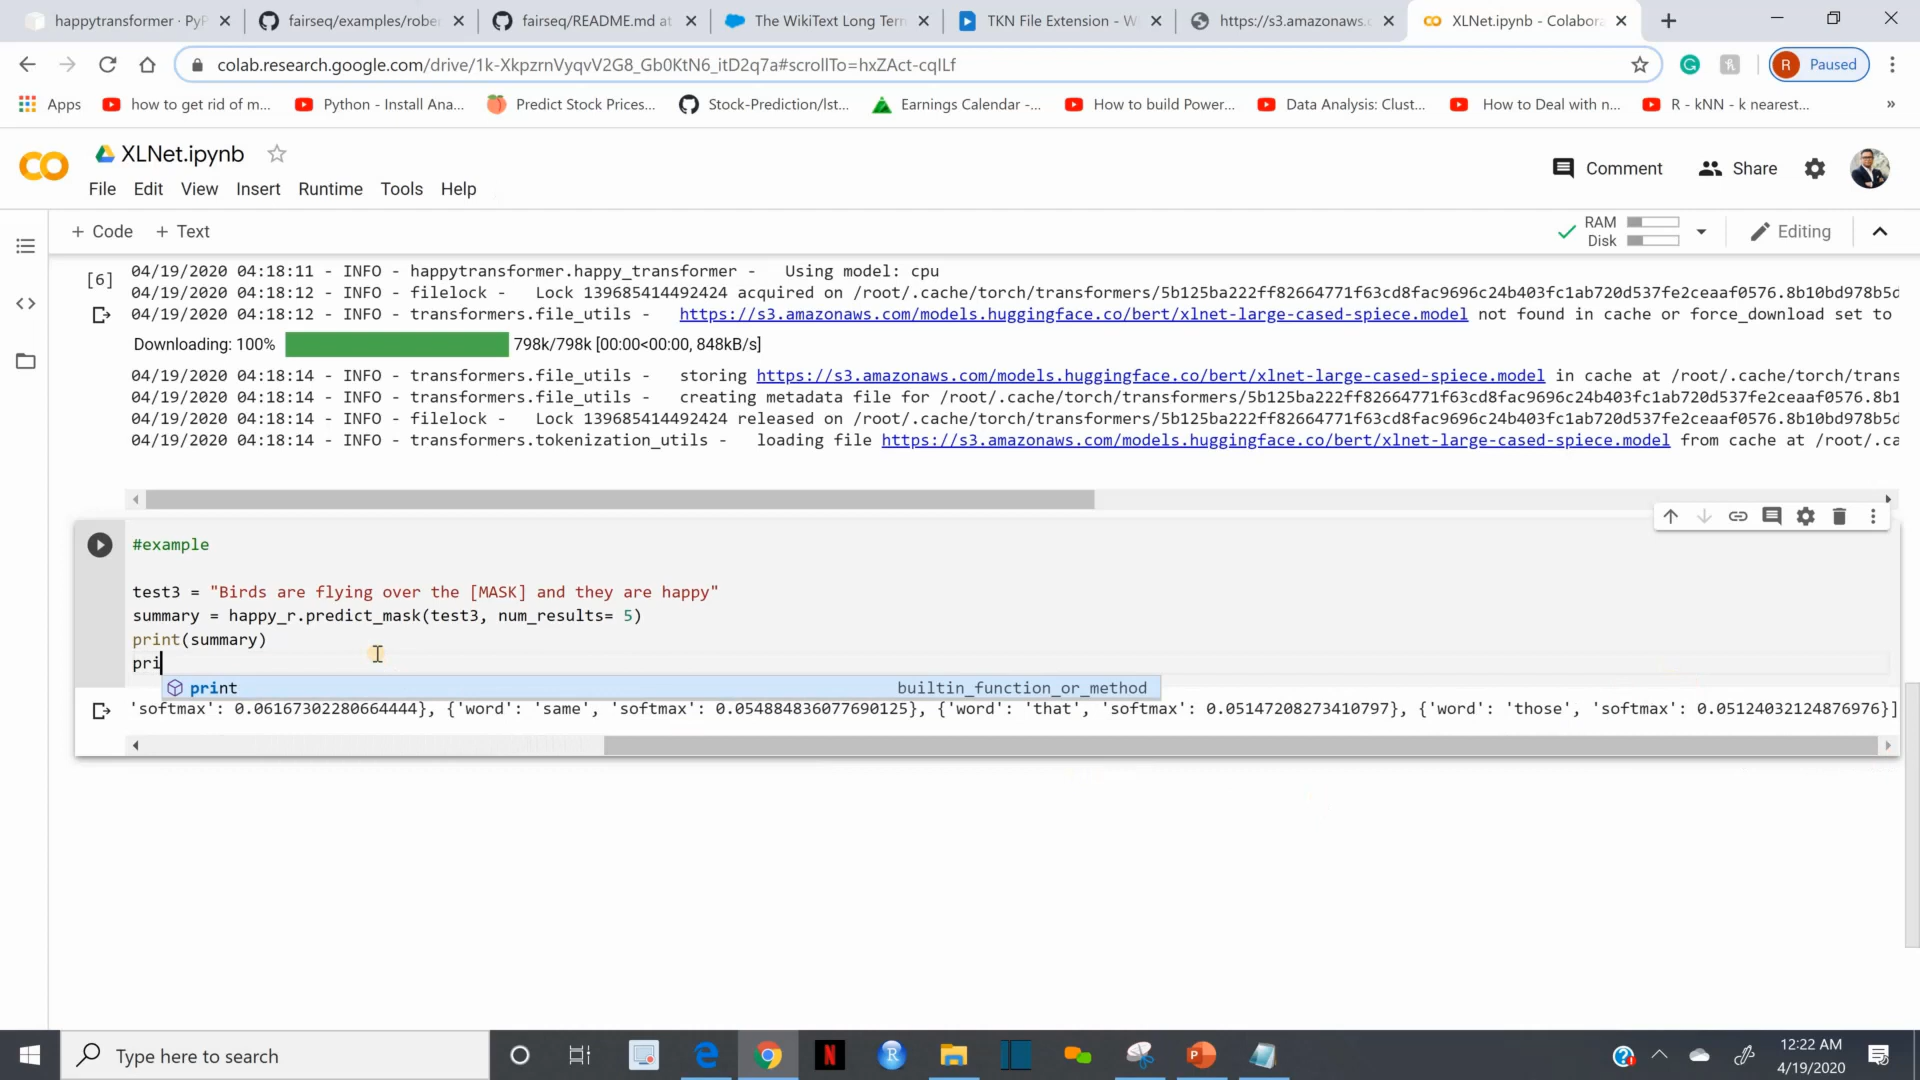 happytransformer · PyP
fairseq/examples/rober
fairseq/README.md at
The WikiText Long Term
TKN File Extension - W
https://s3.amazonaws.c
XLNet.ipynb - Colabora
colab.research.google.com/drive/1k-XkpzrnVyqvV2G8_Gb0KtN6_itD2q7a#scrollTo=hxZAct-cqILf
R Paused
Apps
how to get rid of m...
Python - Install Ana...
Predict Stock Prices...
Stock-Prediction/lst...
Earnings Calendar -...
How to build Power...
Data Analysis: Clust...
How to Deal with n...
R - kNN - k nearest...
»
XLNet.ipynb
Comment
Share
File Edit View Insert Runtime Tools Help
+ Code + Text
RAM
Disk
Editing
[6]
04/19/2020 04:18:11 - INFO - happytransformer.happy_transformer - Using model: cpu
04/19/2020 04:18:12 - INFO - filelock - Lock 139685414492424 acquired on /root/.cache/torch/transformers/5b125ba222ff82664771f63cd8fac9696c24b403fc1ab720d537fe2ceaaf0576.8b10bd978b5d
04/19/2020 04:18:12 - INFO - transformers.file_utils - https://s3.amazonaws.com/models.huggingface.co/bert/xlnet-large-cased-spiece.model not found in cache or force_download set to
Downloading: 100% 798k/798k [00:00<00:00, 848kB/s]
04/19/2020 04:18:14 - INFO - transformers.file_utils - storing https://s3.amazonaws.com/models.huggingface.co/bert/xlnet-large-cased-spiece.model in cache at /root/.cache/torch/trans
04/19/2020 04:18:14 - INFO - transformers.file_utils - creating metadata file for /root/.cache/torch/transformers/5b125ba222ff82664771f63cd8fac9696c24b403fc1ab720d537fe2ceaaf0576.8b1
04/19/2020 04:18:14 - INFO - filelock - Lock 139685414492424 released on /root/.cache/torch/transformers/5b125ba222ff82664771f63cd8fac9696c24b403fc1ab720d537fe2ceaaf0576.8b10bd978b5d
04/19/2020 04:18:14 - INFO - transformers.tokenization_utils - loading file https://s3.amazonaws.com/models.huggingface.co/bert/xlnet-large-cased-spiece.model from cache at /root/.ca
#example
test3 = "Birds are flying over the [MASK] and they are happy"
summary = happy_r.predict_mask(test3, num_results= 5)
print(summary)
pri
print builtin_function_or_method
'softmax': 0.06167302280664444}, {'word': 'same', 'softmax': 0.054884836077690125}, {'word': 'that', 'softmax': 0.05147208273410797}, {'word': 'those', 'softmax': 0.05124032124876976}]
Type here to search
12:22 AM
4/19/2020